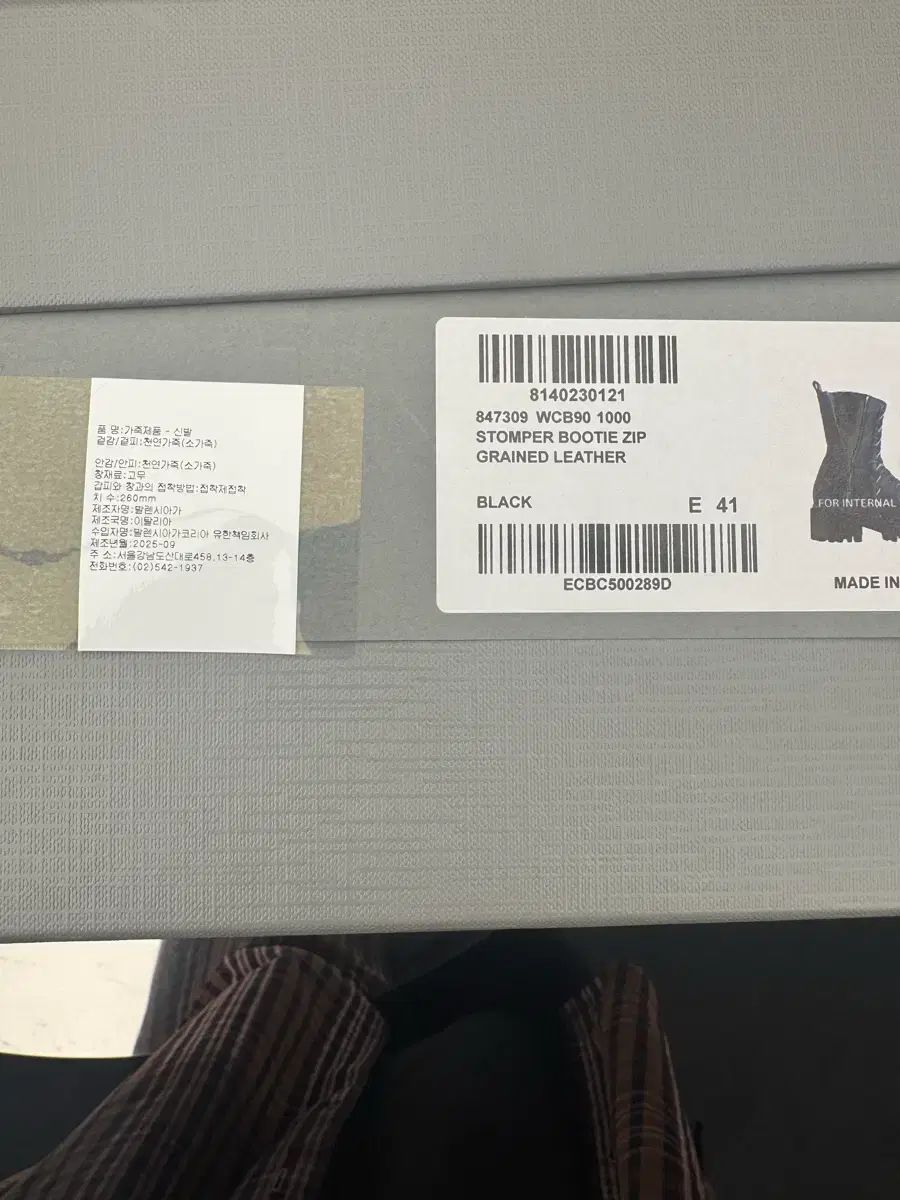 품 명:가죽제품 - 신발
겉감/겉피:천연가죽(소가죽)
안감/안피:천연가죽(소가죽)
창재료:고무
갑피와 창과의 접착방법:접착제접착
치 수:260mm
제조자명:발렌시아가
제조국명:이탈리아
수입자명:발렌시아가코리아 유한책임회사
제조년월:2025-09
주 소:서울강남도산대로458,13-14층
전화번호:(02)542-1937
8140230121
847309 WCB90 1000
STOMPER BOOTIE ZIP
GRAINED LEATHER
BLACK E 41
ECBC500289D
FOR INTERNAL
MADE IN